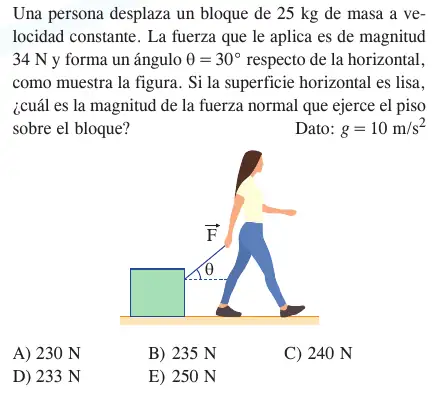 Una persona desplaza un bloque de 25 kg de masa a ve-
locidad constante. La fuerza que le aplica es de magnitud
34 N y forma un ángulo θ = 30° respecto de la horizontal,
como muestra la figura. Si la superficie horizontal es lisa,
¿cuál es la magnitud de la fuerza normal que ejerce el piso
sobre el bloque? Dato: g = 10 m/s²
F⃗
θ
A) 230 N B) 235 N C) 240 N
D) 233 N E) 250 N